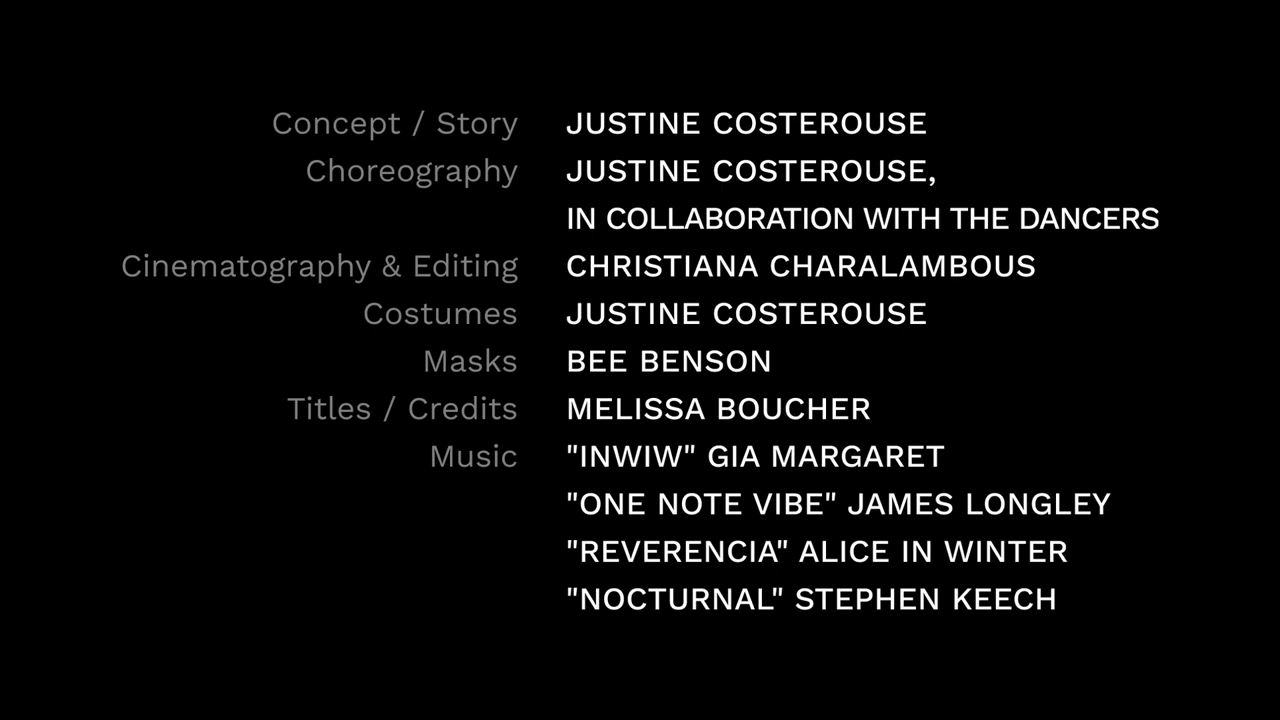 Concept / Story JUSTINE COSTEROUSE
Choreography JUSTINE COSTEROUSE,
IN COLLABORATION WITH THE DANCERS
Cinematography & Editing CHRISTIANA CHARALAMBOUS
Costumes JUSTINE COSTEROUSE
Masks BEE BENSON
Titles / Credits MELISSA BOUCHER
Music "INWIW" GIA MARGARET
"ONE NOTE VIBE" JAMES LONGLEY
"REVERENCIA" ALICE IN WINTER
"NOCTURNAL" STEPHEN KEECH